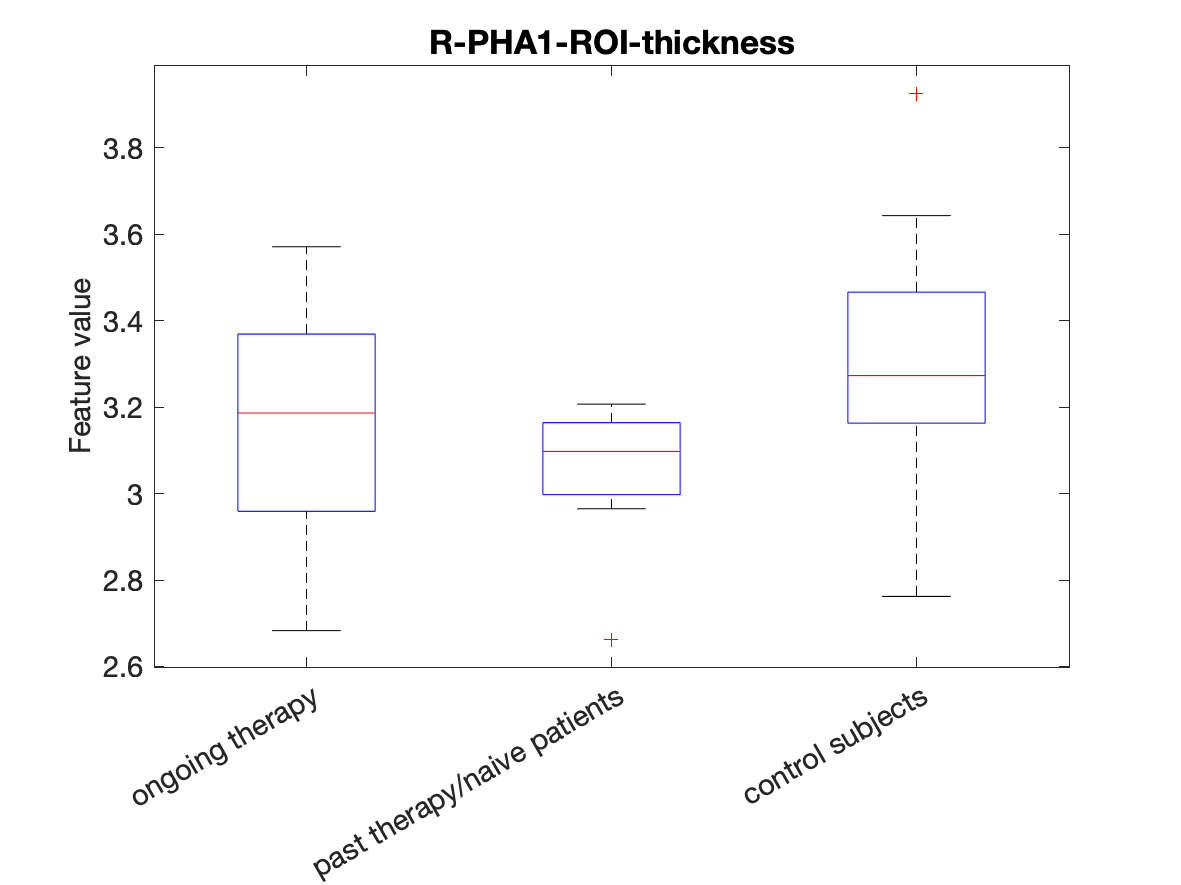 R-PHA1-ROI-thickness
Feature value
3.8
3.6
3.4
3.2
3
2.8
2.6
ongoing therapy
past therapy/naive patients
control subjects